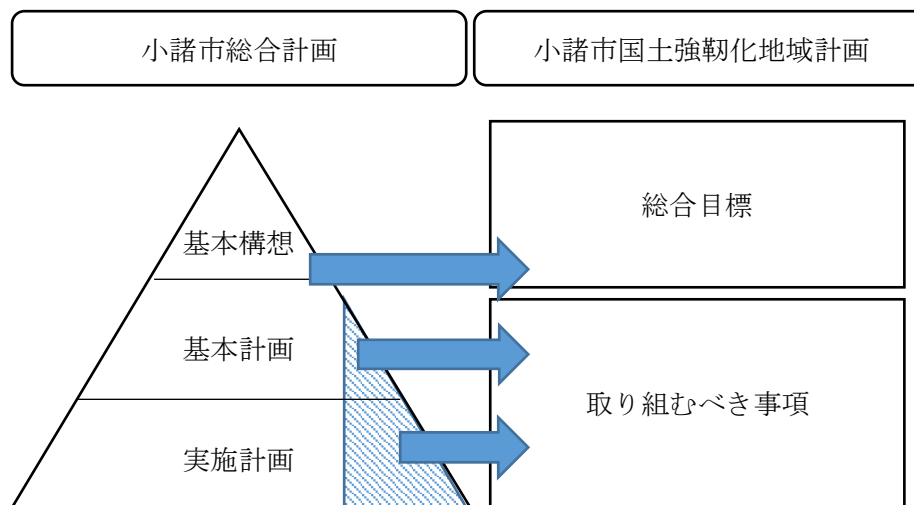 小諸市総合計画
小諸市国土強靭化地域計画
基本構想
基本計画
実施計画
総合目標
取り組むべき事項